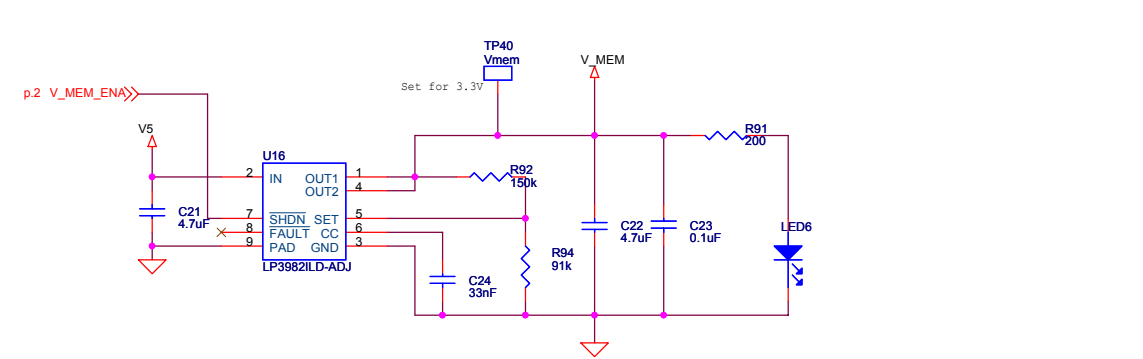 TP40
Vmem
V_MEM
Set for 3.3V
p.2 V_MEM_ENA
V5
R91
200
U16
R92
150k
2 IN OUT1 1
OUT2 4
7 SHDN SET 5
8 FAULT CC 6
9 PAD GND 3
LP3982ILD-ADJ
C21
4.7uF
C22
4.7uF
C23
0.1uF
LED6
R94
91k
C24
33nF